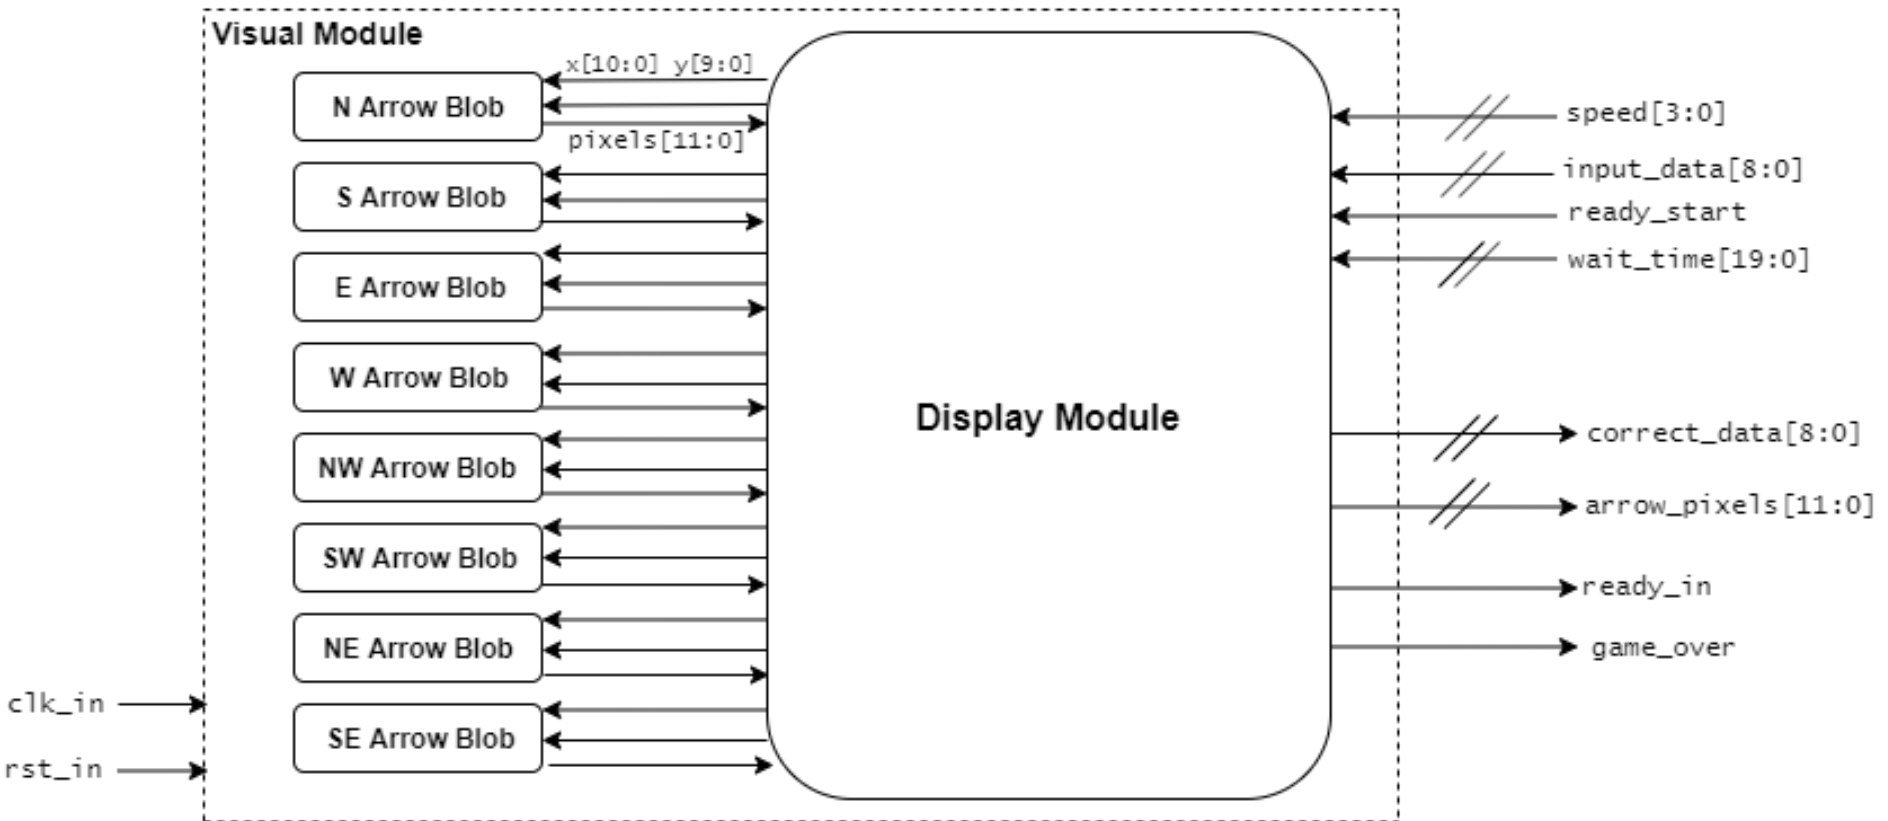 Visual Module
x[10:0] y[9:0]
N Arrow Blob
pixels[11:0]
S Arrow Blob
E Arrow Blob
W Arrow Blob
NW Arrow Blob
SW Arrow Blob
NE Arrow Blob
SE Arrow Blob
clk_in
rst_in
Display Module
speed[3:0]
input_data[8:0]
ready_start
wait_time[19:0]
correct_data[8:0]
arrow_pixels[11:0]
ready_in
game_over